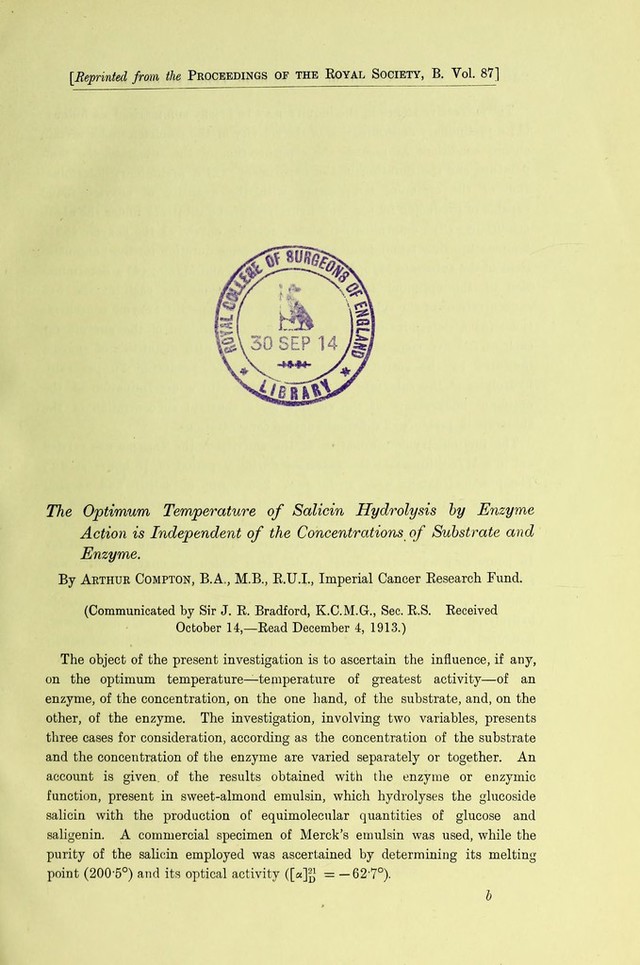 [Reprinted from the PROCEEDINGS OF THE ROYAL SOCIETY, B. Vol. 87]
ROYAL COLLEGE OF SURGEONS OF ENGLAND
30 SEP 14
* LIBRARY *
The Optimum Temperature of Salicin Hydrolysis by Enzyme
Action is Independent of the Concentrations of Substrate and
Enzyme.
By ARTHUR COMPTON, B.A., M.B., R.U.I., Imperial Cancer Research Fund.
(Communicated by Sir J. R. Bradford, K.C.M.G., Sec. R.S. Received
October 14,—Read December 4, 1913.)
The object of the present investigation is to ascertain the influence, if any,
on the optimum temperature—temperature of greatest activity—of an
enzyme, of the concentration, on the one hand, of the substrate, and, on the
other, of the enzyme. The investigation, involving two variables, presents
three cases for consideration, according as the concentration of the substrate
and the concentration of the enzyme are varied separately or together. An
account is given of the results obtained with the enzyme or enzymic
function, present in sweet-almond emulsin, which hydrolyses the glucoside
salicin with the production of equimolecular quantities of glucose and
saligenin. A commercial specimen of Merck's emulsin was used, while the
purity of the salicin employed was ascertained by determining its melting
point (200·5°) and its optical activity ([α]²¹D = −62·7°).
b